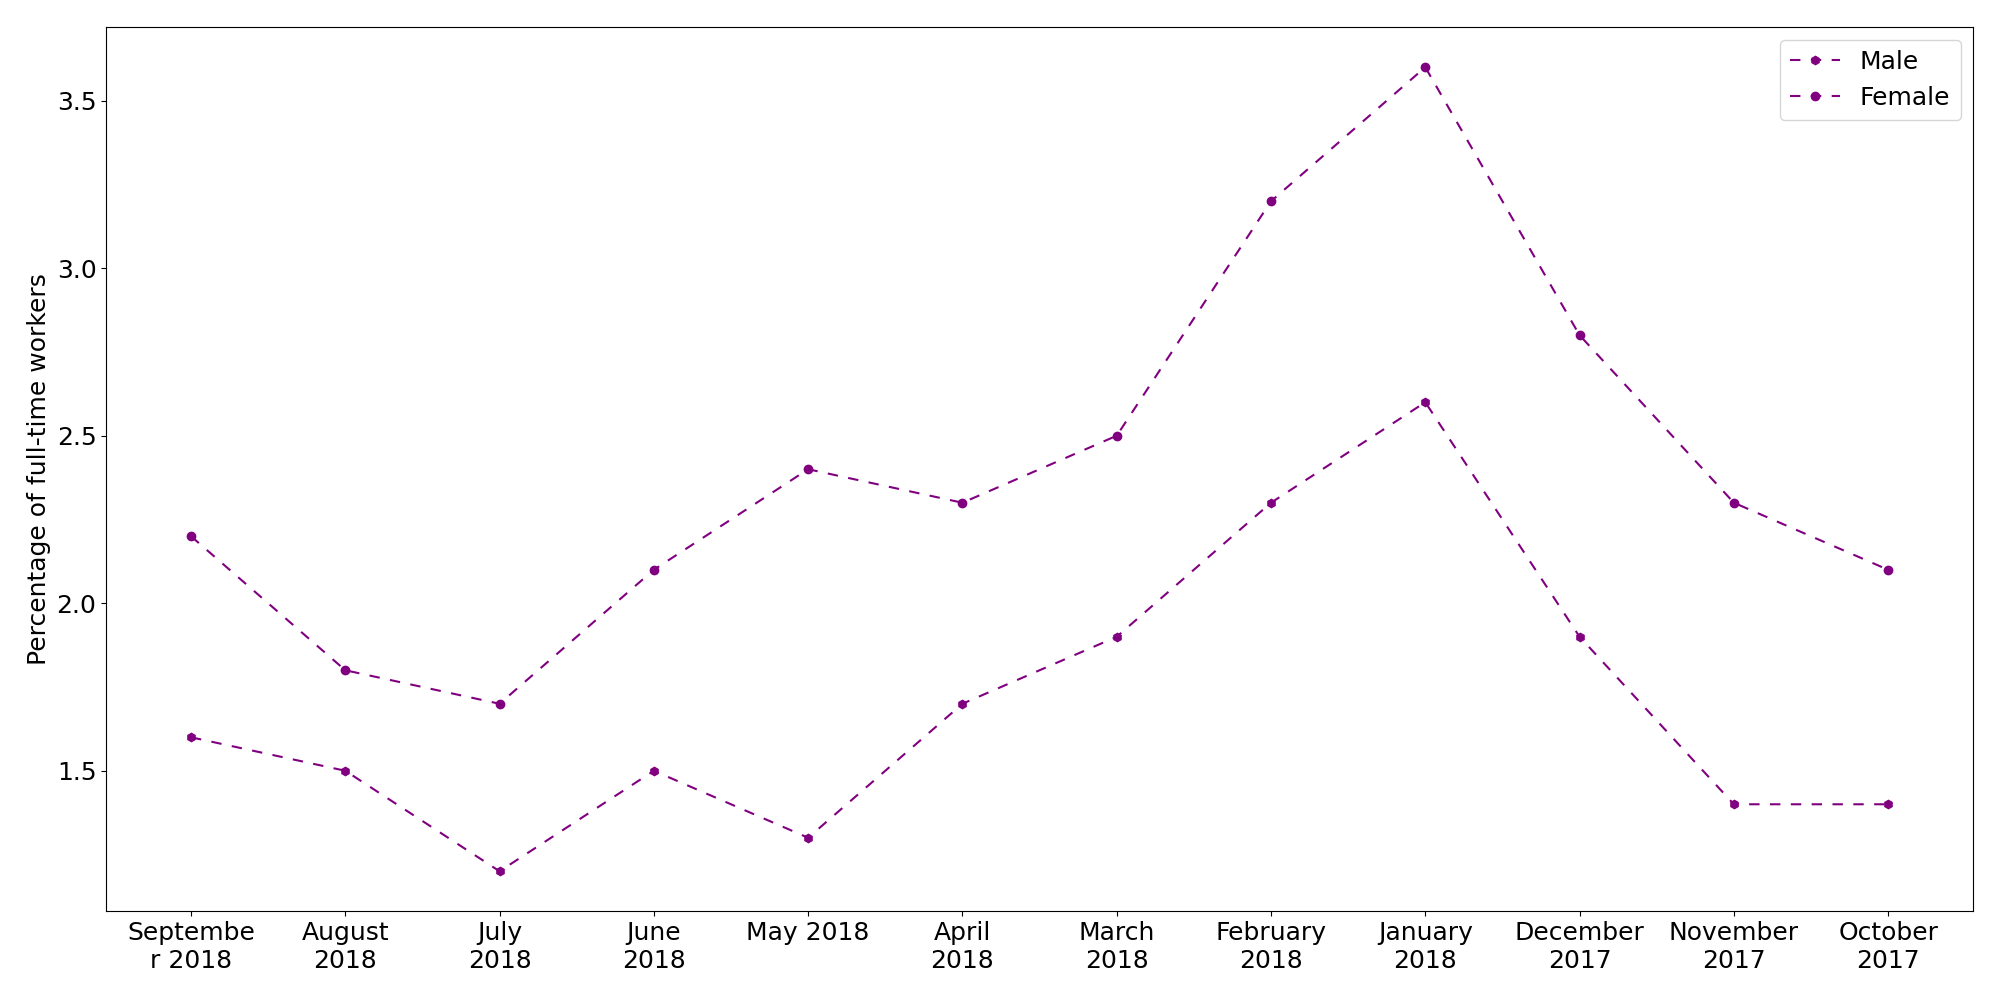 Male
Female
3.5
3.0
2.5
2.0
1.5
Percentage of full-time workers
Septembe
r 2018
August
2018
July
2018
June
2018
May 2018
April
2018
March
2018
February
2018
January
2018
December
2017
November
2017
October
2017